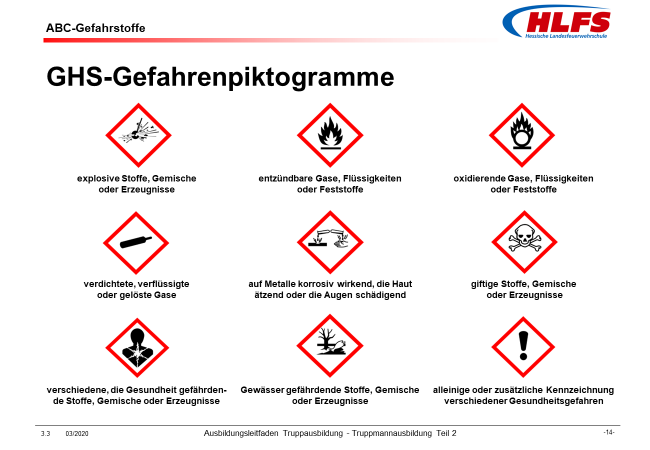 ABC-Gefahrstoffe
HLFS
Hessische Landesfeuerwehrschule
GHS-Gefahrenpiktogramme
explosive Stoffe, Gemische
oder Erzeugnisse
entzündbare Gase, Flüssigkeiten
oder Feststoffe
oxidierende Gase, Flüssigkeiten
oder Feststoffe
verdichtete, verflüssigte
oder gelöste Gase
auf Metalle korrosiv wirkend, die Haut
ätzend oder die Augen schädigend
giftige Stoffe, Gemische
oder Erzeugnisse
verschiedene, die Gesundheit gefährden-
de Stoffe, Gemische oder Erzeugnisse
Gewässer gefährdende Stoffe, Gemische
oder Erzeugnisse
alleinige oder zusätzliche Kennzeichnung
verschiedener Gesundheitsgefahren
3.3 03/2020 Ausbildungsleitfaden Truppausbildung - Truppmannausbildung Teil 2 -14-